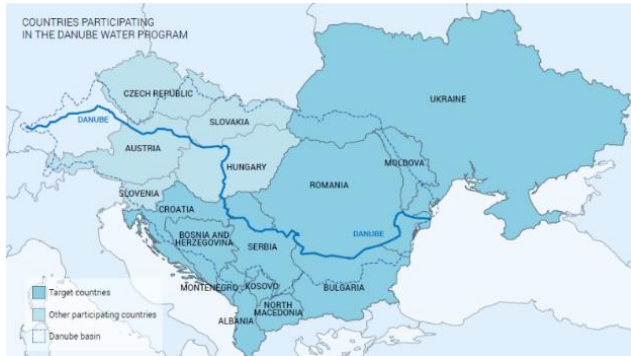 COUNTRIES PARTICIPATING
IN THE DANUBE WATER PROGRAM
CZECH REPUBLIC
UKRAINE
DANUBE
SLOVAKIA
AUSTRIA
HUNGARY
MOLDOVA
ROMANIA
SLOVENIA
CROATIA
BOSNIA AND
HERZEGOVINA
SERBIA
DANUBE
MONTENEGRO
KOSOVO
BULGARIA
NORTH
MACEDONIA
ALBANIA
Target countries
Other participating countries
Danube basin